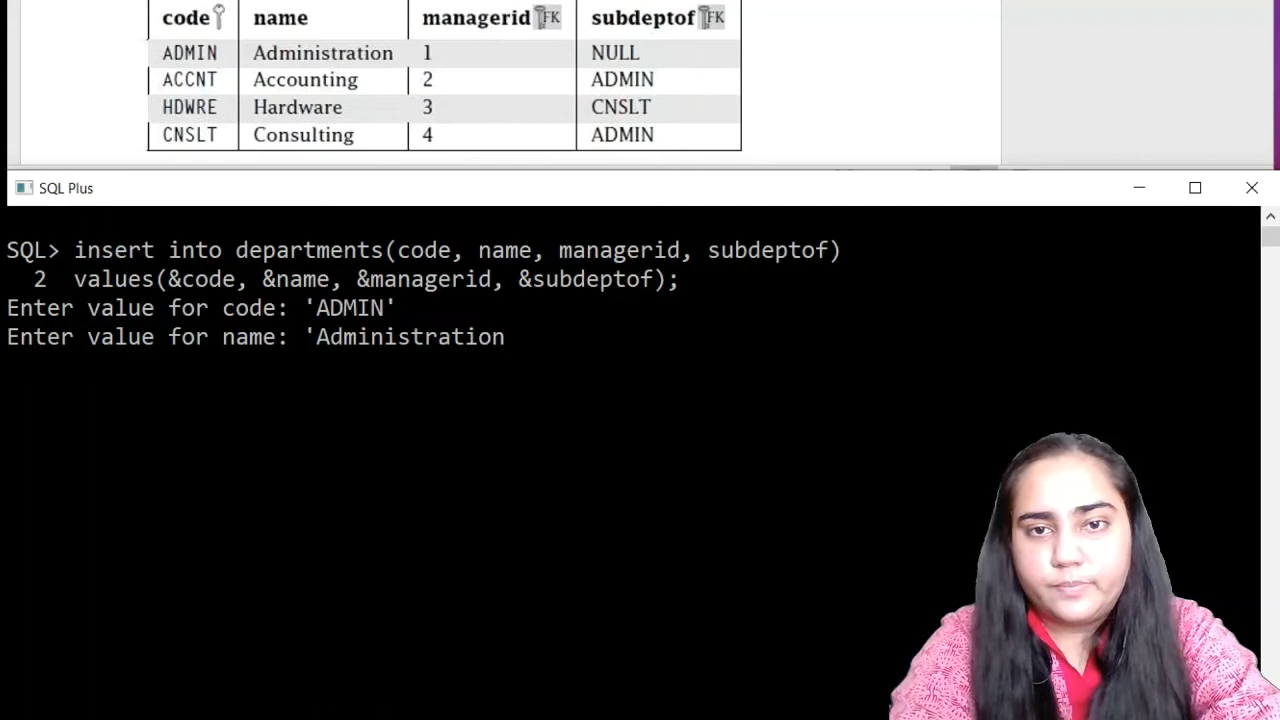 code name managerid FK subdeptof FK
ADMIN Administration 1 NULL
ACCNT Accounting 2 ADMIN
HDWRE Hardware 3 CNSLT
CNSLT Consulting 4 ADMIN
SQL Plus
SQL> insert into departments(code, name, managerid, subdeptof)
2 values(&code, &name, &managerid, &subdeptof);
Enter value for code: 'ADMIN'
Enter value for name: 'Administration